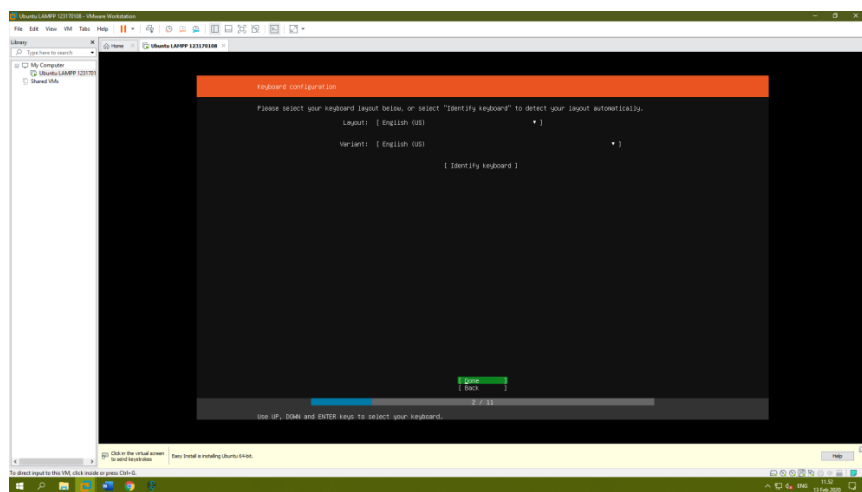 Ubuntu LAMPP 123170108 - VMware Workstation
File Edit View VM Tabs Help
Library
Type here to search
My Computer
Ubuntu LAMPP 1231701
Shared VMs
Home
Ubuntu LAMPP 123170108
Keyboard configuration
Please select your keyboard layout below, or select "Identify keyboard" to detect your layout automatically.
Layout: [ English (US) ▾ ]
Variant: [ English (US) ▾ ]
[ Identify keyboard ]
[ Done ]
[ Back ]
2 / 11
Use UP, DOWN and ENTER keys to select your keyboard.
Click in the virtual screen
to send keystrokes
Easy Install is installing Ubuntu 64-bit.
Help
To direct input to this VM, click inside or press Ctrl+G.
ENG
11.52
12 Feb 2020